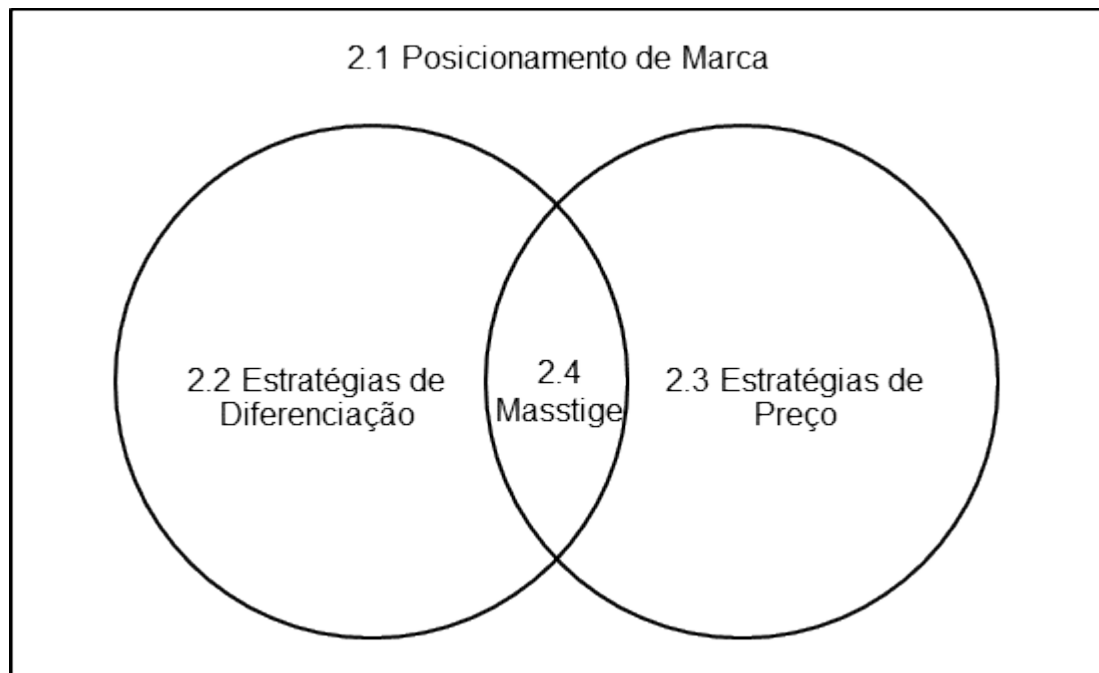 2.1 Posicionamento de Marca
2.2 Estratégias de
Diferenciação
2.4
Masstige
2.3 Estratégias de
Preço